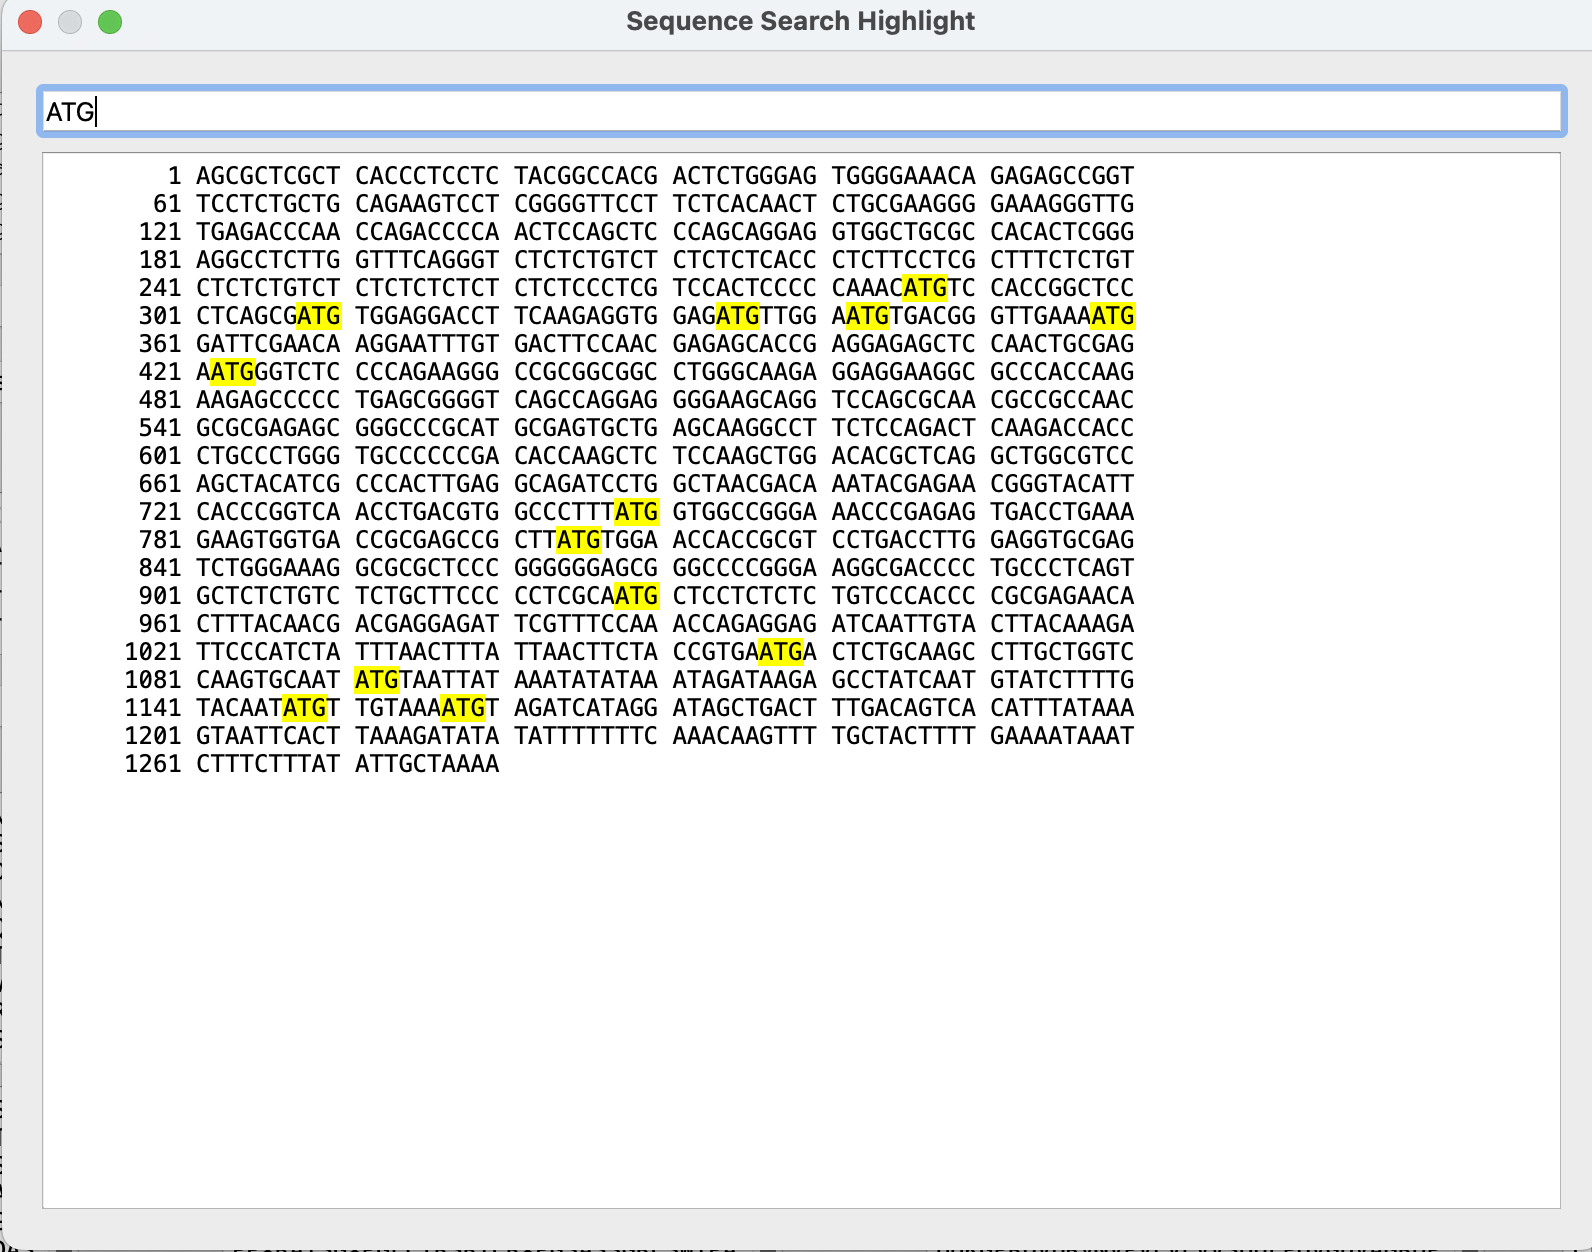 Sequence Search Highlight
ATG
1 AGCGCTCGCT CACCCTCCTC TACGGCCACG ACTCTGGGAG TGGGGAAACA GAGAGCCGGT
61 TCCTCTGCTG CAGAAGTCCT CGGGGTTCCT TCTCACAACT CTGCGAAGGG GAAAGGGTTG
121 TGAGACCCAA CCAGACCCCA ACTCCAGCTC CCAGCAGGAG GTGGCTGCGC CACACTCGGG
181 AGGCCTCTTG GTTTCAGGGT CTCTCTGTCT CTCTCTCACC CTCTTCCTCG CTTTCTCTGT
241 CTCTCTGTCT CTCTCTCTCT CTCTCCCTCG TCCACTCCCC CAAACATGTC CACCGGCTCC
301 CTCAGCGATG TGGAGGACCT TCAAGAGGTG GAGATGTTGG AATGTGACGG GTTGAAAATG
361 GATTCGAACA AGGAATTTGT GACTTCCAAC GAGAGCACCG AGGAGAGCTC CAACTGCGAG
421 AATGGGTCTC CCCAGAAGGG CCGCGGCGGC CTGGGCAAGA GGAGGAAGGC GCCCACCAAG
481 AAGAGCCCCC TGAGCGGGGT CAGCCAGGAG GGGAAGCAGG TCCAGCGCAA CGCCGCCAAC
541 GCGCGAGAGC GGGCCCGCAT GCGAGTGCTG AGCAAGGCCT TCTCCAGACT CAAGACCACC
601 CTGCCCTGGG TGCCCCCCGA CACCAAGCTC TCCAAGCTGG ACACGCTCAG GCTGGCGTCC
661 AGCTACATCG CCCACTTGAG GCAGATCCTG GCTAACGACA AATACGAGAA CGGGTACATT
721 CACCCGGTCA ACCTGACGTG GCCCTTTATG GTGGCCGGGA AACCCGAGAG TGACCTGAAA
781 GAAGTGGTGA CCGCGAGCCG CTTATGTGGA ACCACCGCGT CCTGACCTTG GAGGTGCGAG
841 TCTGGGAAAG GCGCGCTCCC GGGGGGAGCG GGCCCCGGGA AGGCGACCCC TGCCCTCAGT
901 GCTCTCTGTC TCTGCTTCCC CCTCGCAATG CTCCTCTCTC TGTCCCACCC CGCGAGAACA
961 CTTTACAACG ACGAGGAGAT TCGTTTCCAA ACCAGAGGAG ATCAATTGTA CTTACAAAGA
1021 TTCCCATCTA TTTAACTTTA TTAACTTCTA CCGTGAATGA CTCTGCAAGC CTTGCTGGTC
1081 CAAGTGCAAT ATGTAATTAT AAATATATAA ATAGATAAGA GCCTATCAAT GTATCTTTTG
1141 TACAATATGT TGTAAAATGT AGATCATAGG ATAGCTGACT TTGACAGTCA CATTTATAAA
1201 GTAATTCACT TAAAGATATA TATTTTTTTC AAACAAGTTT TGCTACTTTT GAAAATAAAT
1261 CTTTCTTTAT ATTGCTAAAA